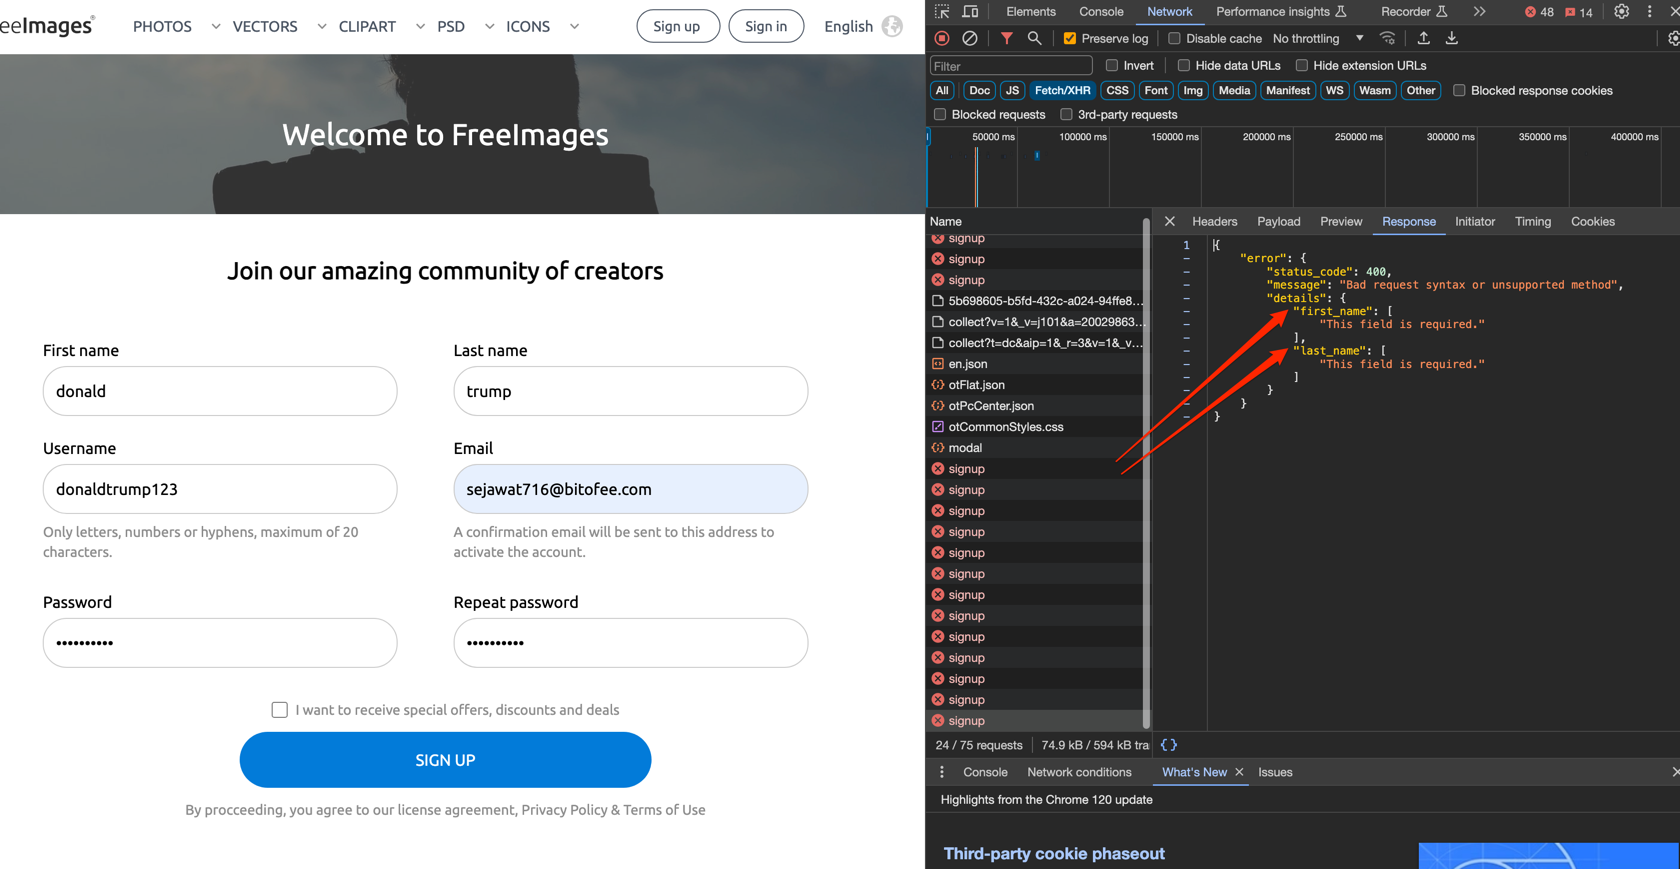 eeImages®
PHOTOS
VECTORS
CLIPART
PSD
ICONS
Sign up
Sign in
English
Welcome to FreeImages
Join our amazing community of creators
First name
Last name
donald
trump
Username
Email
donaldtrump123
sejawat716@bitofee.com
Only letters, numbers or hyphens, maximum of 20
characters.
A confirmation email will be sent to this address to
activate the account.
Password
Repeat password
••••••••••
••••••••••
I want to receive special offers, discounts and deals
SIGN UP
By procceeding, you agree to our license agreement, Privacy Policy & Terms of Use
Elements
Console
Network
Performance insights
Recorder
48
14
Preserve log
Disable cache
No throttling
Filter
Invert
Hide data URLs
Hide extension URLs
All
Doc
JS
Fetch/XHR
CSS
Font
Img
Media
Manifest
WS
Wasm
Other
Blocked response cookies
Blocked requests
3rd-party requests
50000 ms
100000 ms
150000 ms
200000 ms
250000 ms
300000 ms
350000 ms
400000 ms
Name
signup
signup
signup
5b698605-b5fd-432c-a024-94ffe8...
collect?v=1&_v=j101&a=20029863...
collect?t=dc&aip=1&_r=3&v=1&_v...
en.json
otFlat.json
otPcCenter.json
otCommonStyles.css
modal
signup
signup
signup
signup
signup
signup
signup
signup
signup
signup
signup
signup
signup
24 / 75 requests
74.9 kB / 594 kB tra
Headers
Payload
Preview
Response
Initiator
Timing
Cookies
1
{
"error": {
"status_code": 400,
"message": "Bad request syntax or unsupported method",
"details": {
"first_name": [
"This field is required."
],
"last_name": [
"This field is required."
]
}
}
}
{}
Console
Network conditions
What's New
Issues
Highlights from the Chrome 120 update
Third-party cookie phaseout